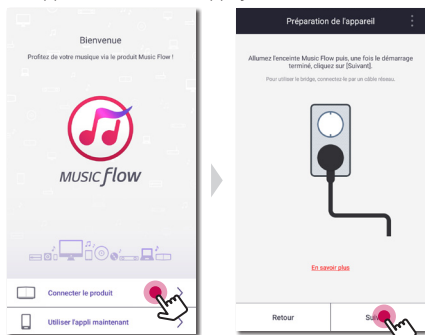 Bienvenue
Profitez de votre musique via le produit Music Flow !
MUSIC flow
Connecter le produit
Utiliser l'appli maintenant
Préparation de l'appareil
Allumez l'enceinte Music Flow puis, une fois le démarrage
terminé, cliquez sur [Suivant].
Pour utiliser le bridge, connectez-le par un câble réseau.
En savoir plus
Retour